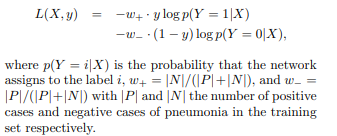 L(X, y) = −w₊ · y log p(Y = 1|X)
−w₋ · (1 − y) log p(Y = 0|X),
where p(Y = i|X) is the probability that the network
assigns to the label i, w₊ = |N|/(|P|+|N|), and w₋ =
|P|/(|P|+|N|) with |P| and |N| the number of positive
cases and negative cases of pneumonia in the training
set respectively.